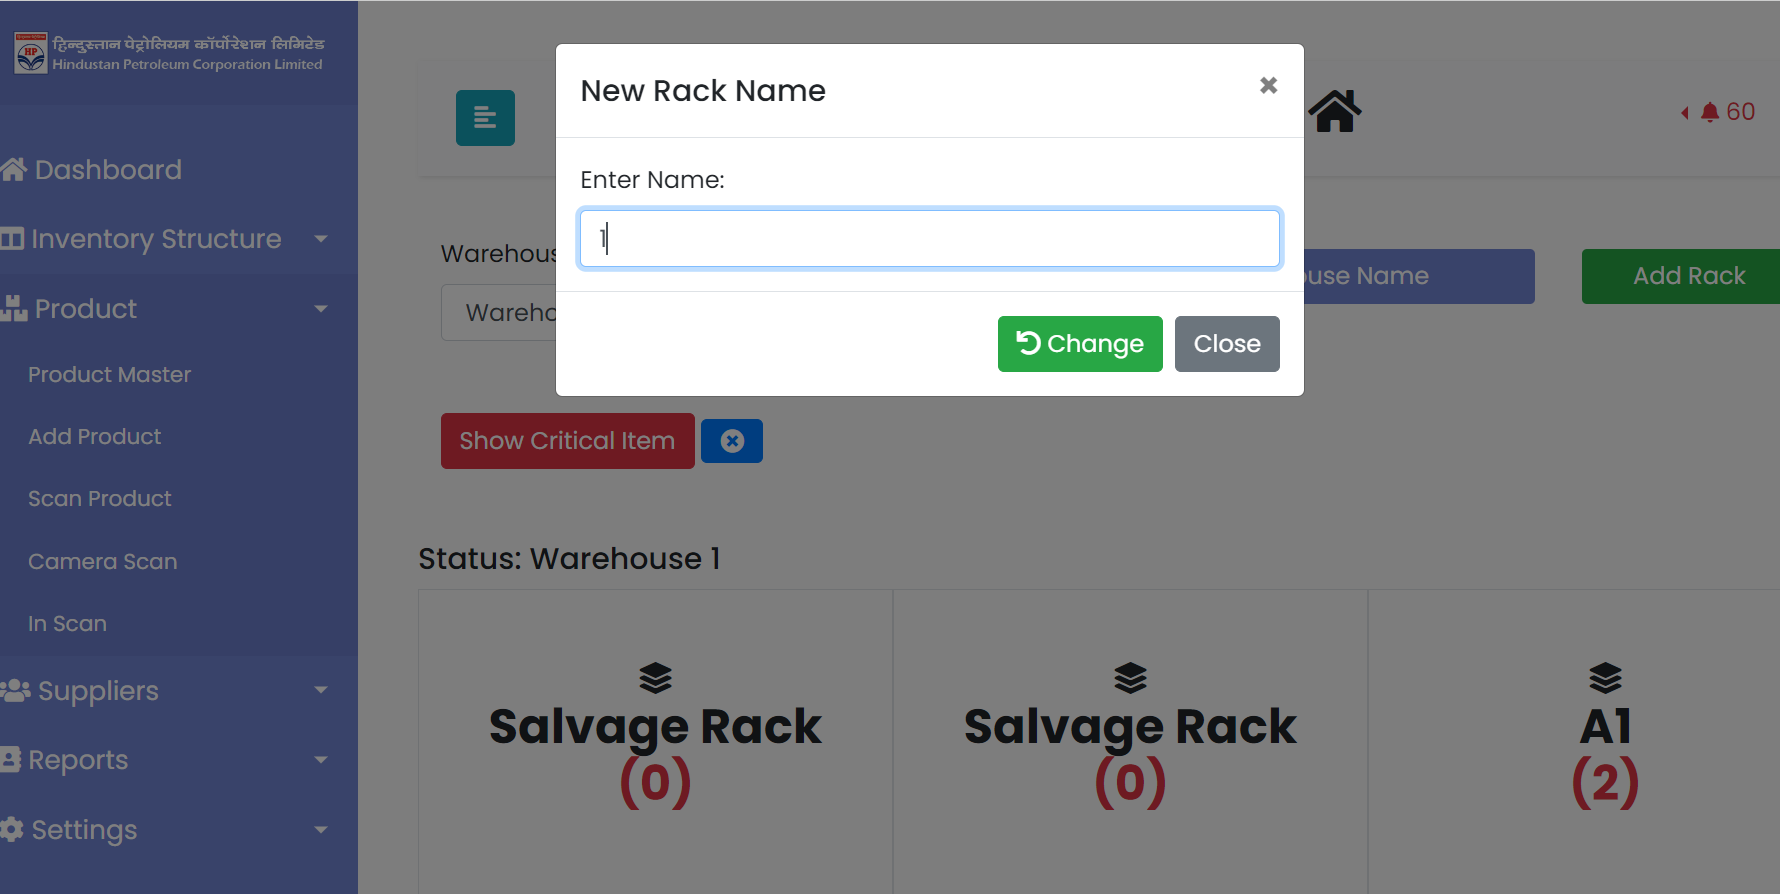 हिन्दुस्तान पेट्रोलियम कॉर्पोरेशन लिमिटेड
Hindustan Petroleum Corporation Limited
HP
Dashboard
Inventory Structure
Product
Product Master
Add Product
Scan Product
Camera Scan
In Scan
Suppliers
Reports
Settings
New Rack Name
Enter Name:
1
Change
Close
60
Warehous
Wareho
use Name
Add Rack
Show Critical Item
Status: Warehouse 1
Salvage Rack
(0)
Salvage Rack
(0)
A1
(2)